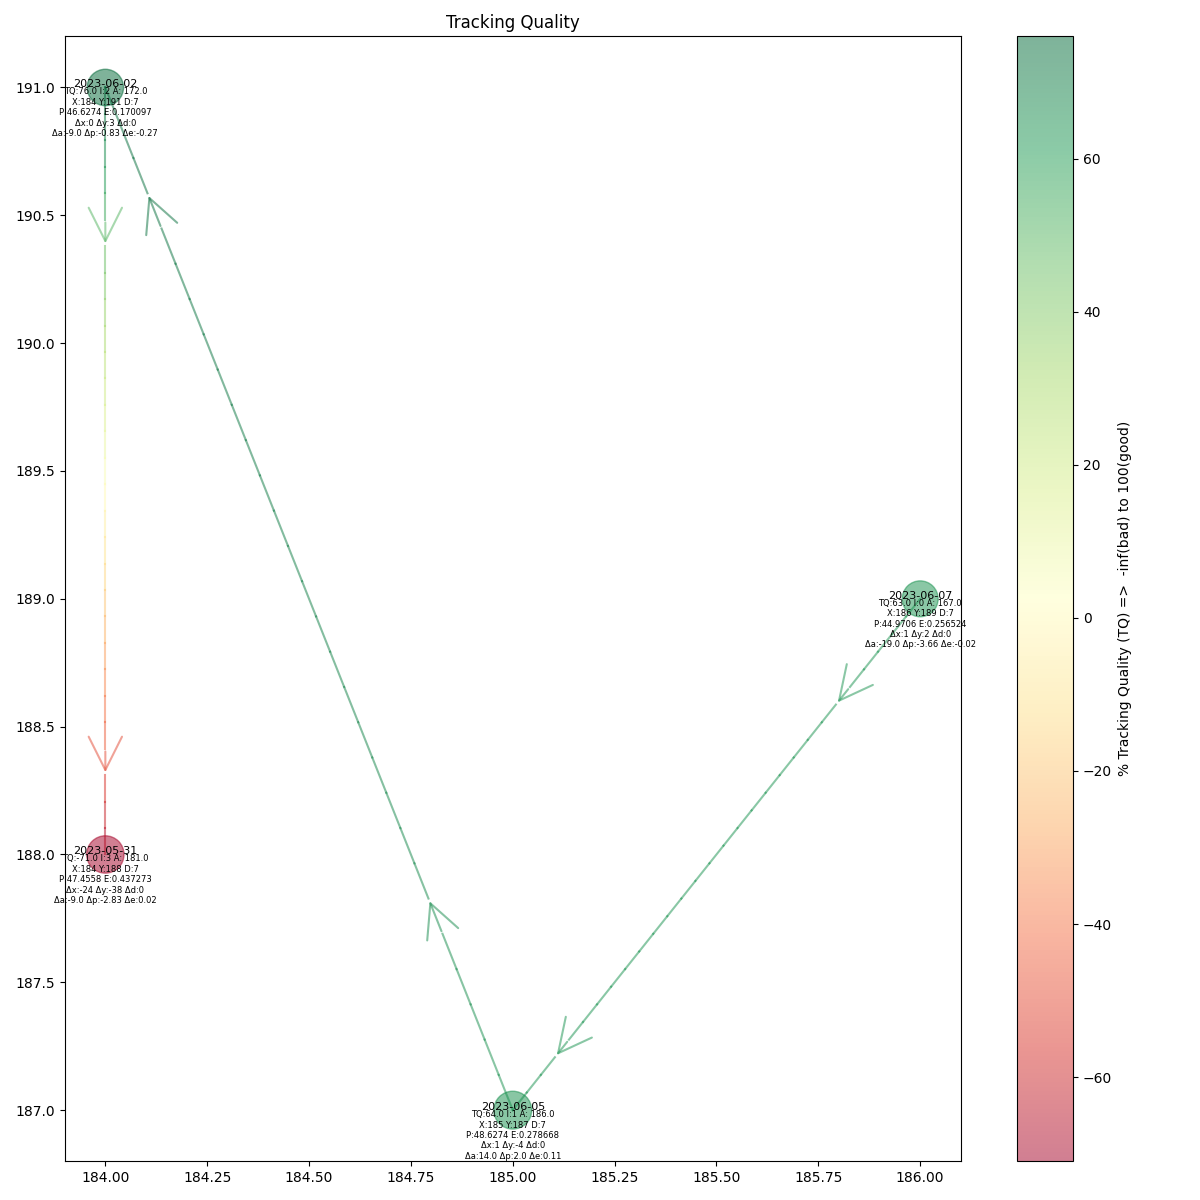 Tracking Quality
191.0
190.5
190.0
189.5
189.0
188.5
188.0
187.5
187.0
184.00
184.25
184.50
184.75
185.00
185.25
185.50
185.75
186.00
2023-06-02
TQ:76.0 I:2 A: 172.0
X:184 Y:191 D:7
P:46.6274 E:0.170097
Δx:0 Δy:3 Δd:0
Δa:-9.0 Δp:-0.83 Δe:-0.27
2023-06-07
TQ:63.0 I:0 A: 167.0
X:186 Y:189 D:7
P:44.9706 E:0.256524
Δx:1 Δy:2 Δd:0
Δa:-19.0 Δp:-3.66 Δe:-0.02
2023-05-31
TQ:-71.0 I:3 A: 181.0
X:184 Y:188 D:7
P:47.4558 E:0.437273
Δx:-24 Δy:-38 Δd:0
Δa:-9.0 Δp:-2.83 Δe:0.02
2023-06-05
TQ:64.0 I:1 A: 186.0
X:185 Y:187 D:7
P:48.6274 E:0.278668
Δx:1 Δy:-4 Δd:0
Δa:14.0 Δp:2.0 Δe:0.11
60
40
20
0
−20
−40
−60
% Tracking Quality (TQ) => -inf(bad) to 100(good)